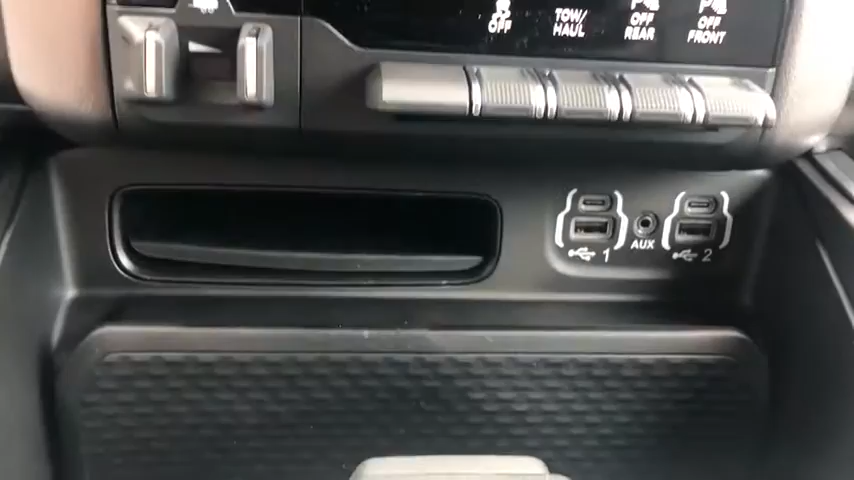 OFF
TOW/
HAUL
OFF
REAR
OFF
FRONT
1
AUX
2